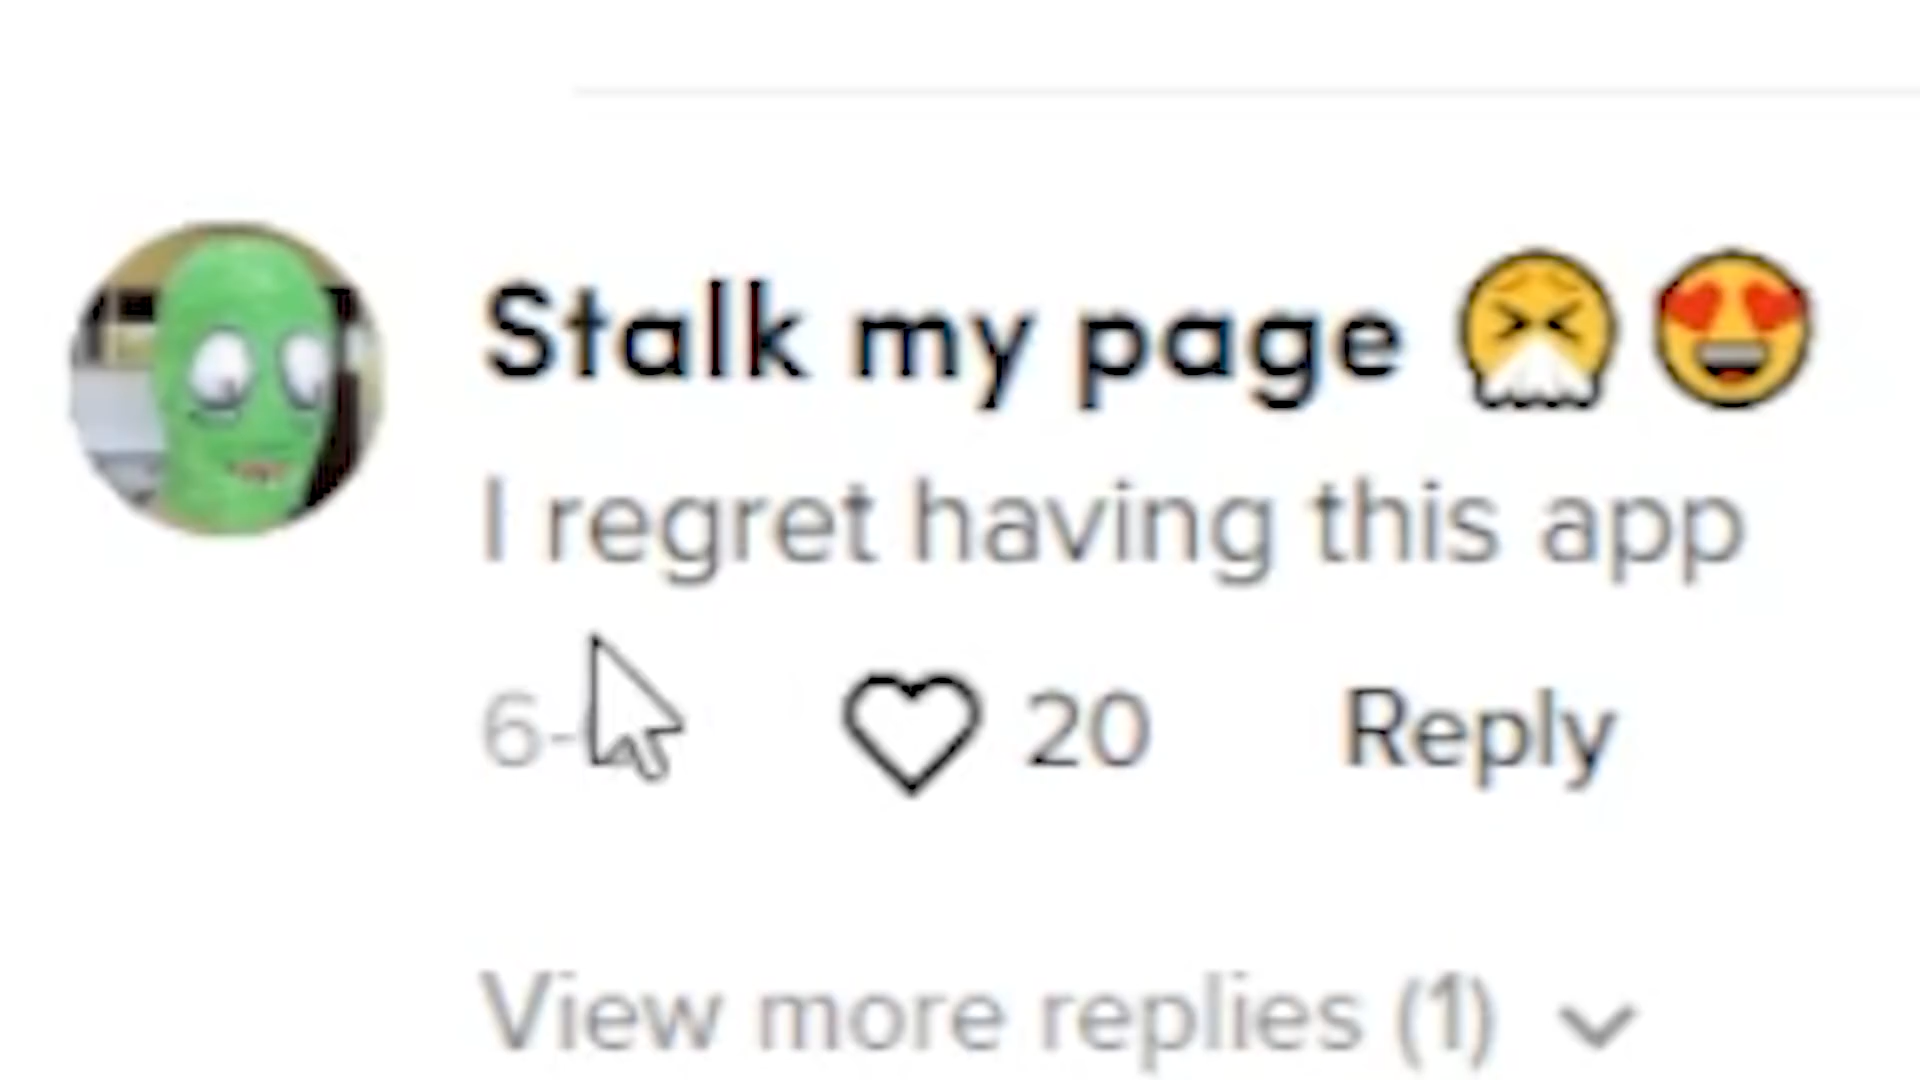 Stalk my page 😤😍
I regret having this app
6- 20 Reply
View more replies (1)